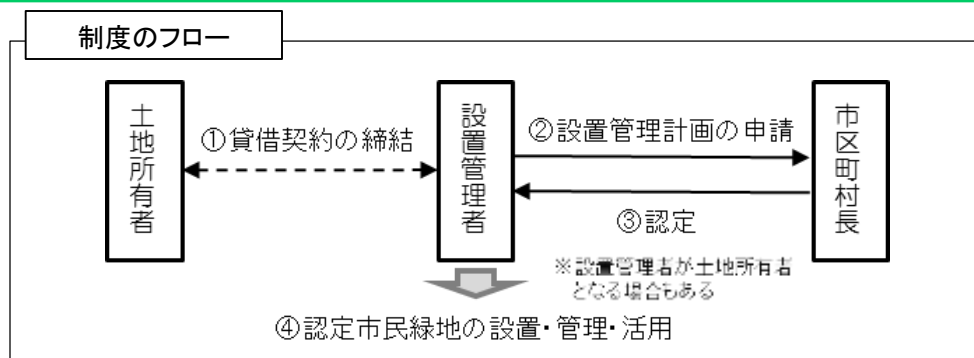 制度のフロー
土地所有者
①貸借契約の締結
設置管理者
②設置管理計画の申請
③認定
市区町村長
※設置管理者が土地所有者
となる場合もある
④認定市民緑地の設置・管理・活用